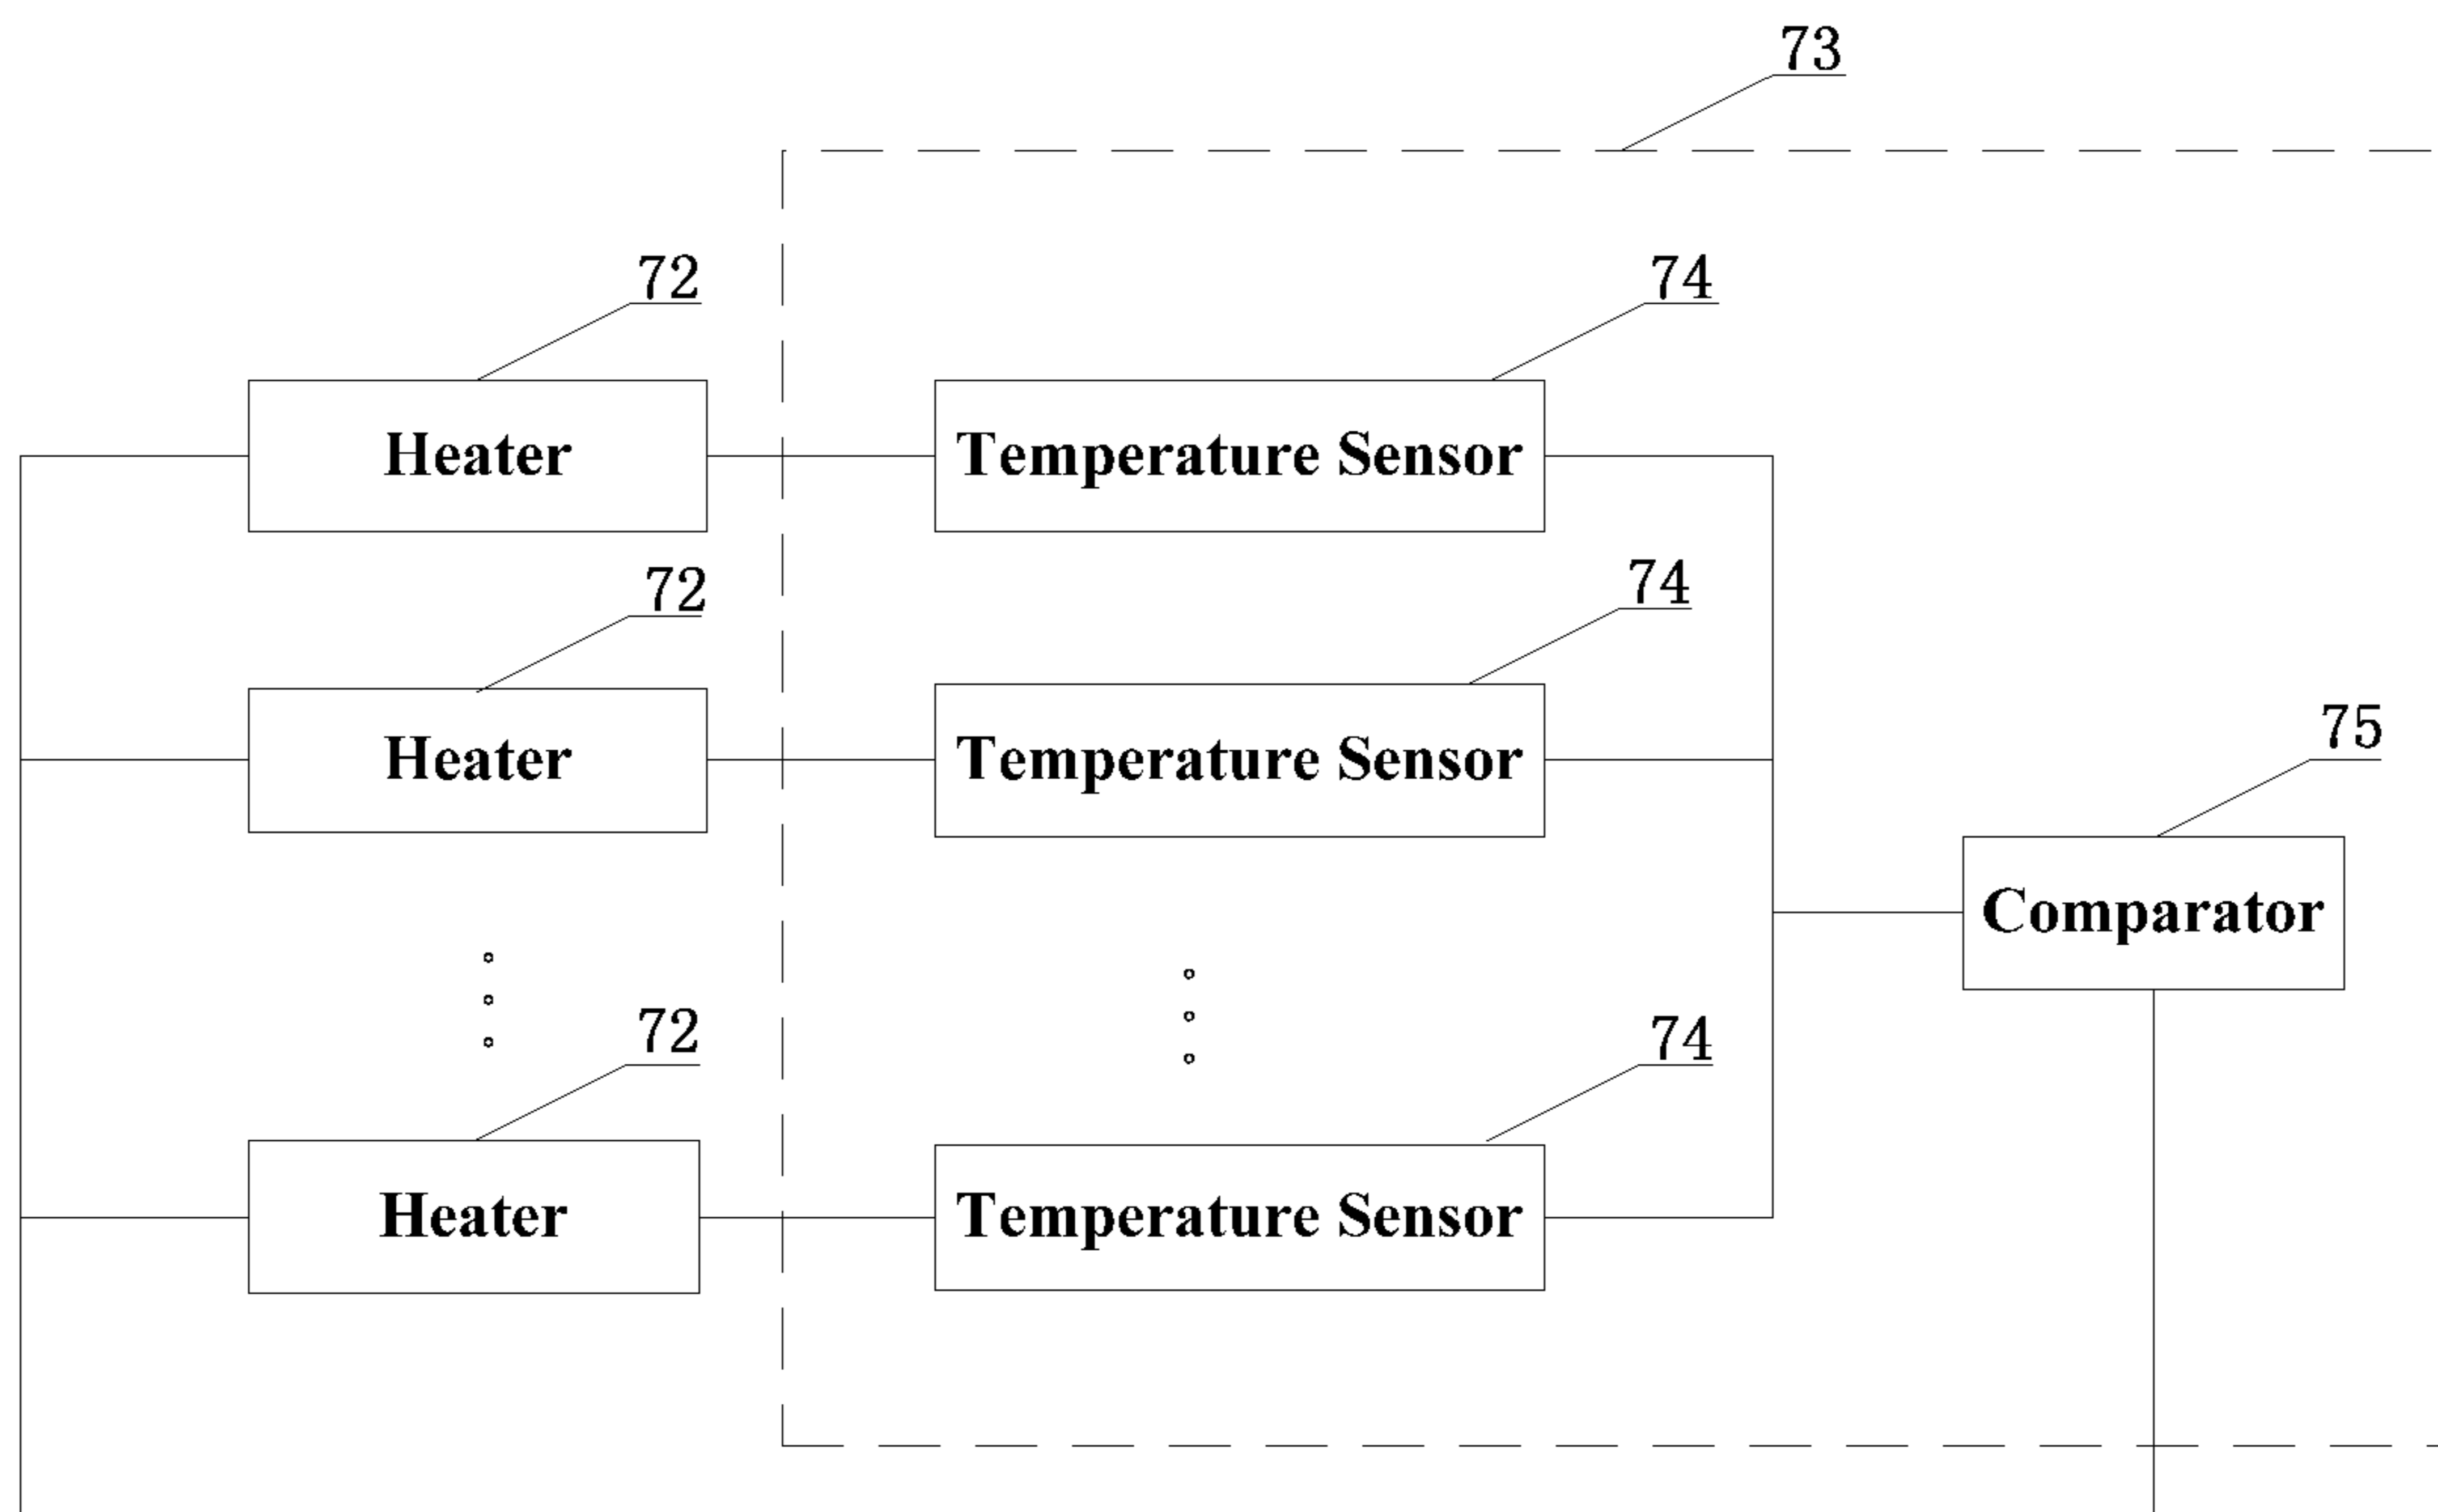 73
72
74
Heater
Temperature Sensor
72
74
Heater
Temperature Sensor
75
Comparator
72
74
Heater
Temperature Sensor